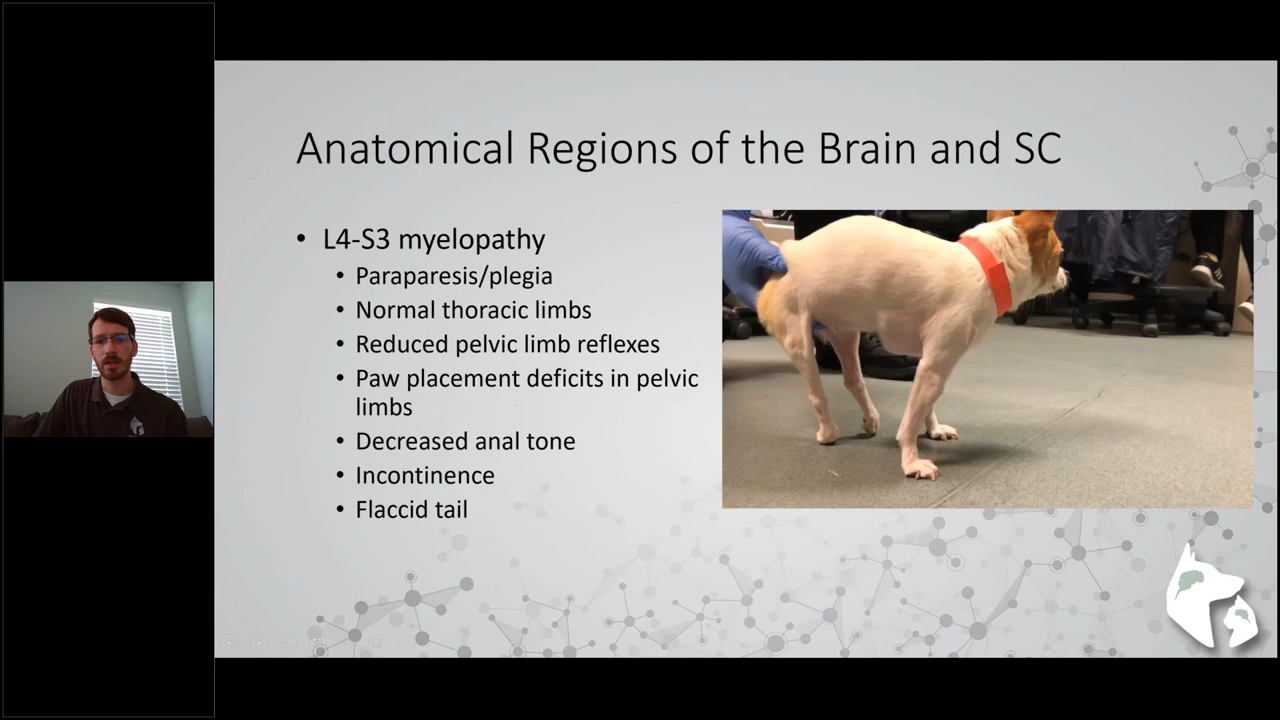 Anatomical Regions of the Brain and SC
• L4-S3 myelopathy
• Paraparesis/plegia
• Normal thoracic limbs
• Reduced pelvic limb reflexes
• Paw placement deficits in pelvic
limbs
• Decreased anal tone
• Incontinence
• Flaccid tail